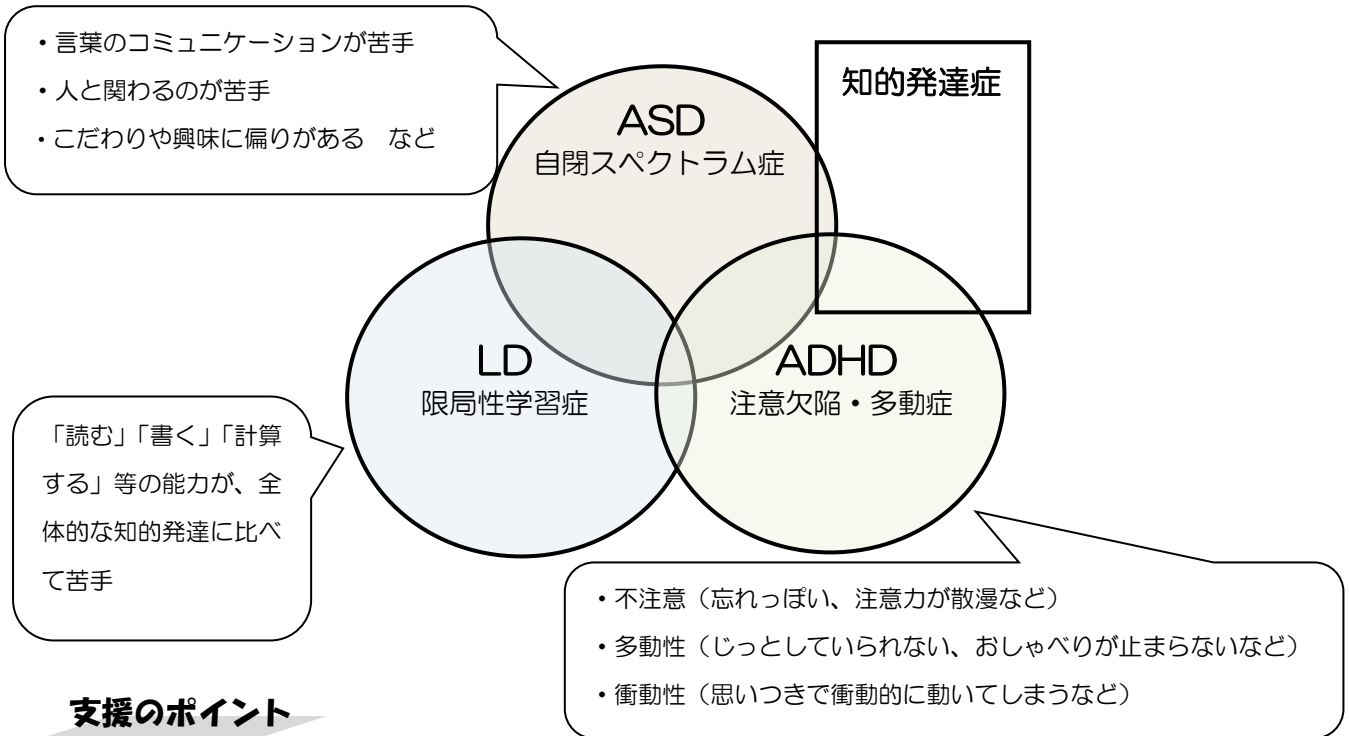 ・言葉のコミュニケーションが苦手
・人と関わるのが苦手
・こだわりや興味に偏りがある　など
知的発達症
ASD
自閉スペクトラム症
LD
限局性学習症
ADHD
注意欠陥・多動症
「読む」「書く」「計算
する」等の能力が、全
体的な知的発達に比べ
て苦手
・不注意（忘れっぽい、注意力が散漫など）
・多動性（じっとしていられない、おしゃべりが止まらないなど）
・衝動性（思いつきで衝動的に動いてしまうなど）
支援のポイント